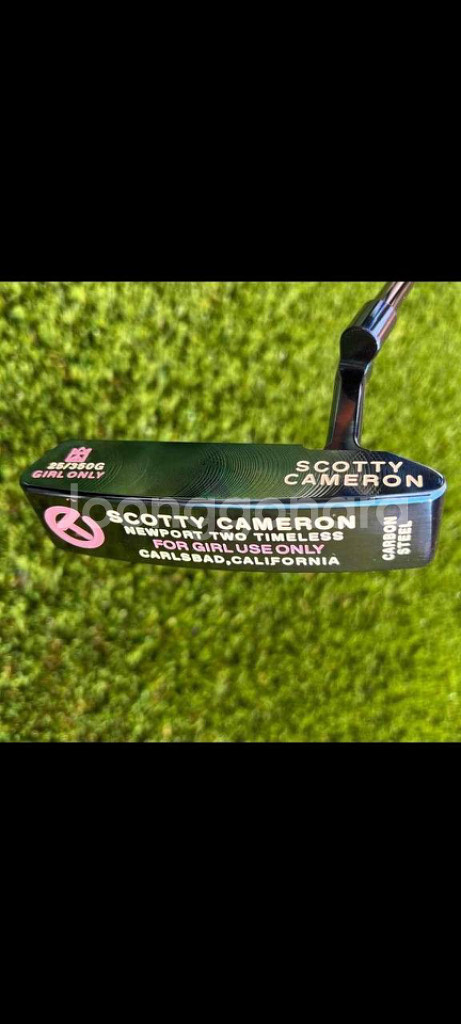 25/350G
GIRL ONLY
SCOTTY
CAMERON
SCOTTY CAMERON
NEWPORT TWO TIMELESS
FOR GIRL USE ONLY
CARLSBAD, CALIFORNIA
CARBON
STEEL